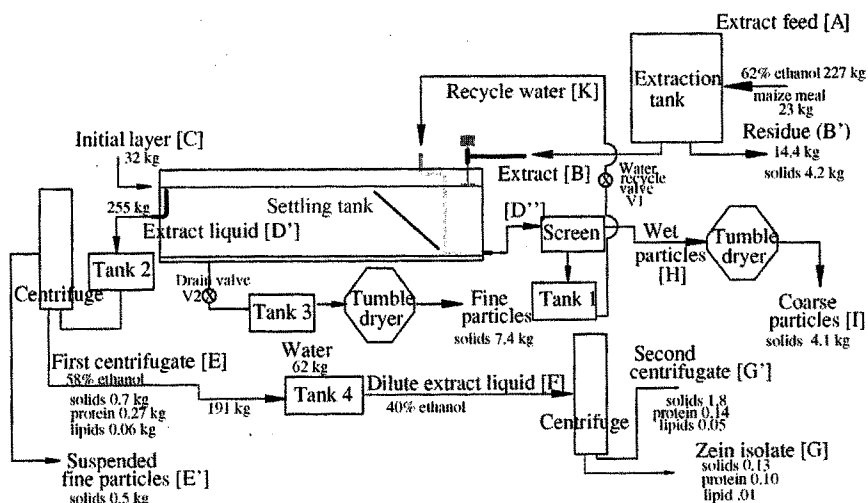 Extract feed [A]
Extraction
tank
62% ethanol 227 kg
maize meal
23 kg
Recycle water [K]
Residue (B')
14.4 kg
solids 4.2 kg
Initial layer [C]
32 kg
Extract [B]
Water
recycle
valve
V1
255 kg
Settling tank
Extract liquid [D']
[D'']
Screen
Wet
particles
[H]
Tumble
dryer
Tank 2
Centrifuge
Drain valve
V2
Tank 3
Tumble
dryer
Fine
particles
solids 7.4 kg
Tank 1
Coarse
particles [I]
solids 4.1 kg
First centrifugate [E]
58% ethanol
solids 0.7 kg
protein 0.27 kg
lipids 0.06 kg
191 kg
Water
62 kg
Tank 4
Dilute extract liquid [F]
40% ethanol
Centrifuge
Second
centrifugate [G']
solids 1.8
protein 0.14
lipids 0.05
Suspended
fine particles [E']
solids 0.5 kg
Zein isolate [G]
solids 0.13
protein 0.10
lipid .01